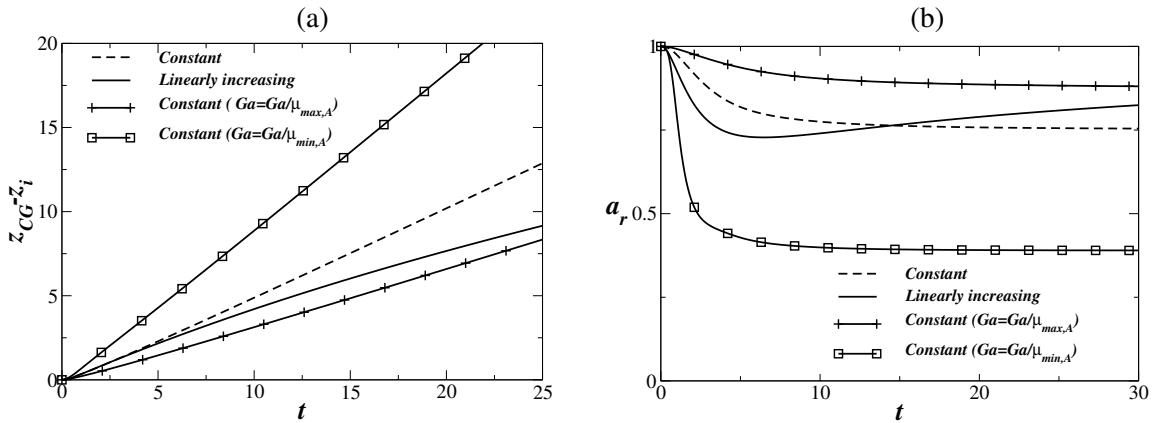 (a)
20
15
10
5
0
0 5 10 15 20 25
z_CG-z_i
t
Constant
Linearly increasing
Constant ( Ga=Ga/μ_max,A)
Constant (Ga=Ga/μ_min,A)
(b)
1
0.5
0
0 10 20 30
a_r
t
Constant
Linearly increasing
Constant (Ga=Ga/μ_max,A)
Constant (Ga=Ga/μ_min,A)